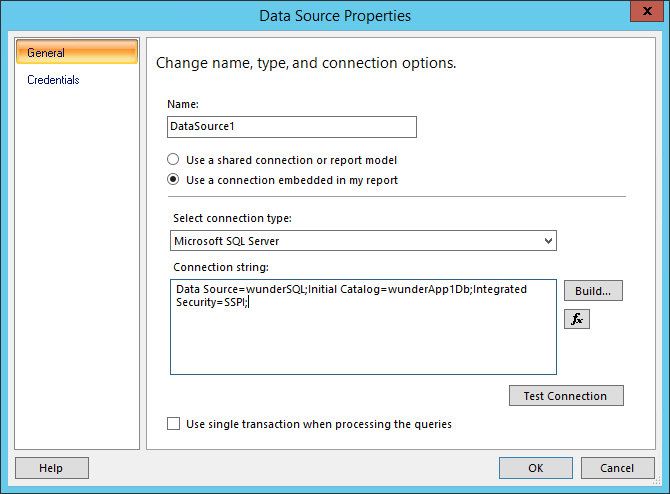 Data Source Properties
x
General
Credentials
Change name, type, and connection options.
Name:
DataSource1
Use a shared connection or report model
Use a connection embedded in my report
Select connection type:
Microsoft SQL Server
Connection string:
Data Source=wunderSQL;Initial Catalog=wunderApp1Db;Integrated
Security=SSPI;
Build...
fx
Test Connection
Use single transaction when processing the queries
Help
OK
Cancel